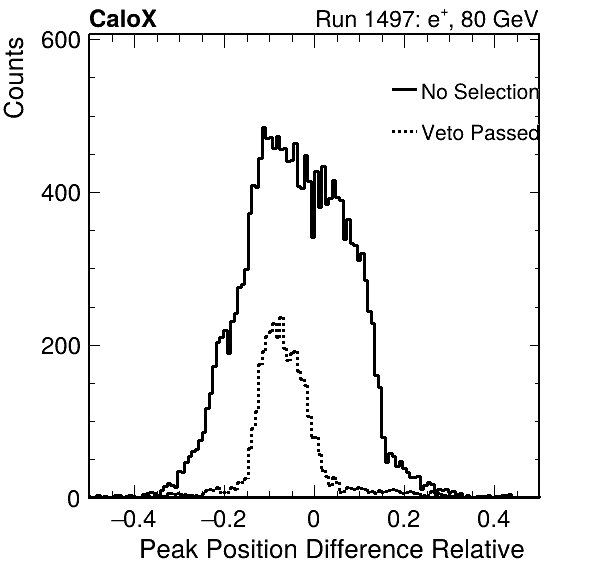 CaloX Run 1497: e⁺, 80 GeV
Counts
600
400
200
0
No Selection
Veto Passed
−0.4 −0.2 0 0.2 0.4
Peak Position Difference Relative